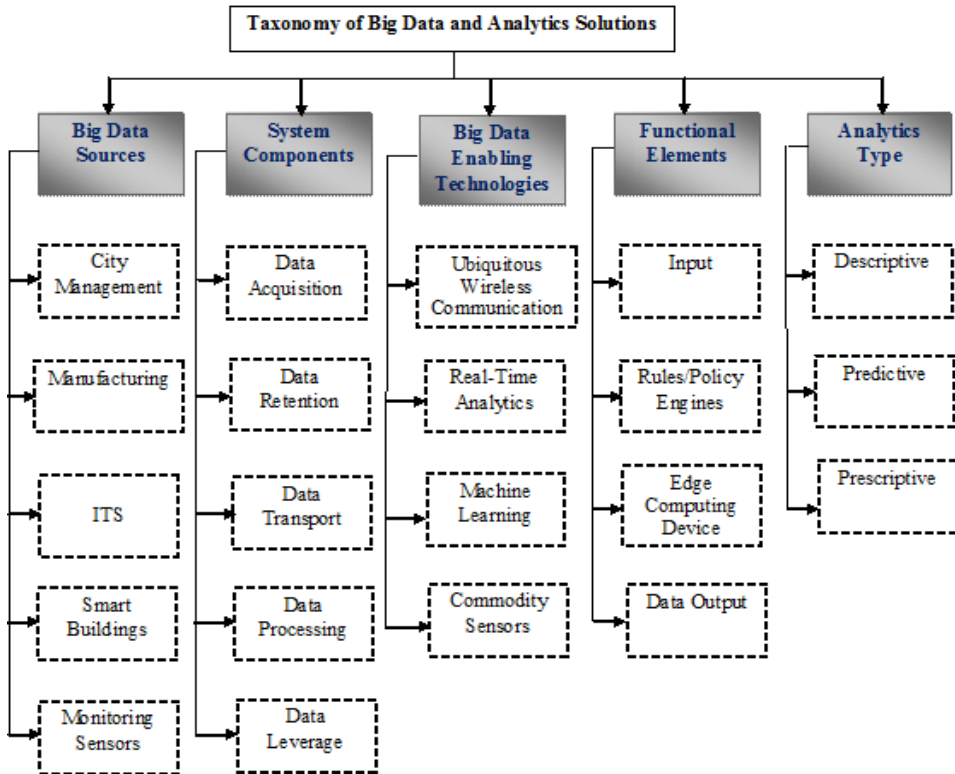 Taxonomy of Big Data and Analytics Solutions
Big Data
Sources
System
Components
Big Data
Enabling
Technologies
Functional
Elements
Analytics
Type
City
Management
Manufacturing
ITS
Smart
Buildings
Monitoring
Sensors
Data
Acquisition
Data
Retention
Data
Transport
Data
Processing
Data
Leverage
Ubiquitous
Wireless
Communication
Real-Time
Analytics
Machine
Learning
Commodity
Sensors
Input
Rules/Policy
Engines
Edge
Computing
Device
Data Output
Descriptive
Predictive
Prescriptive